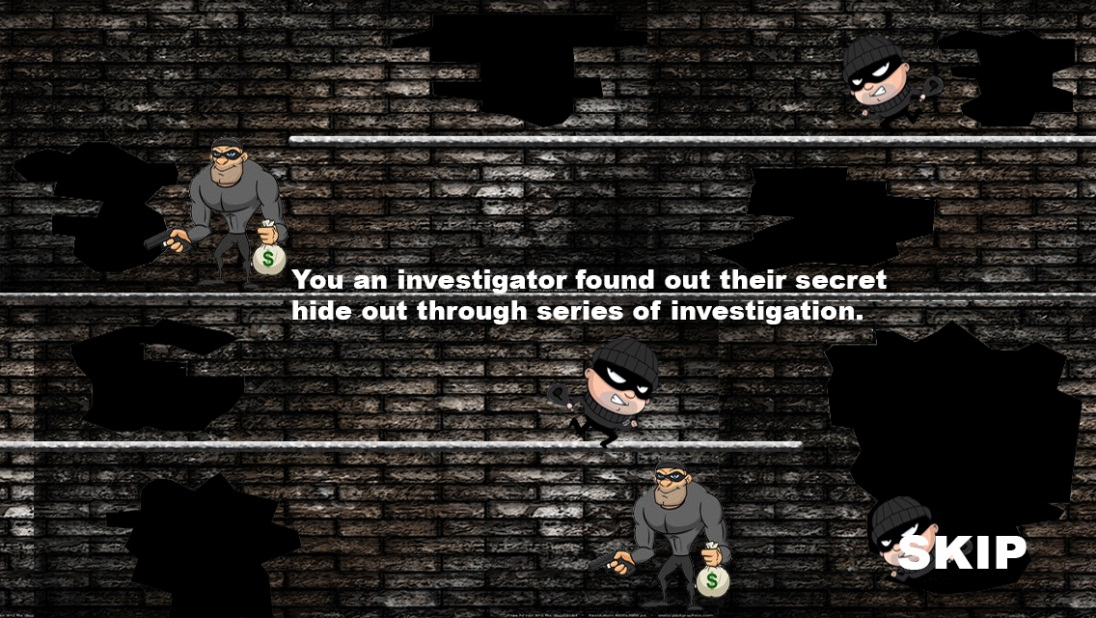 You an investigator found out their secret
hide out through series of investigation.
$
$
SKIP